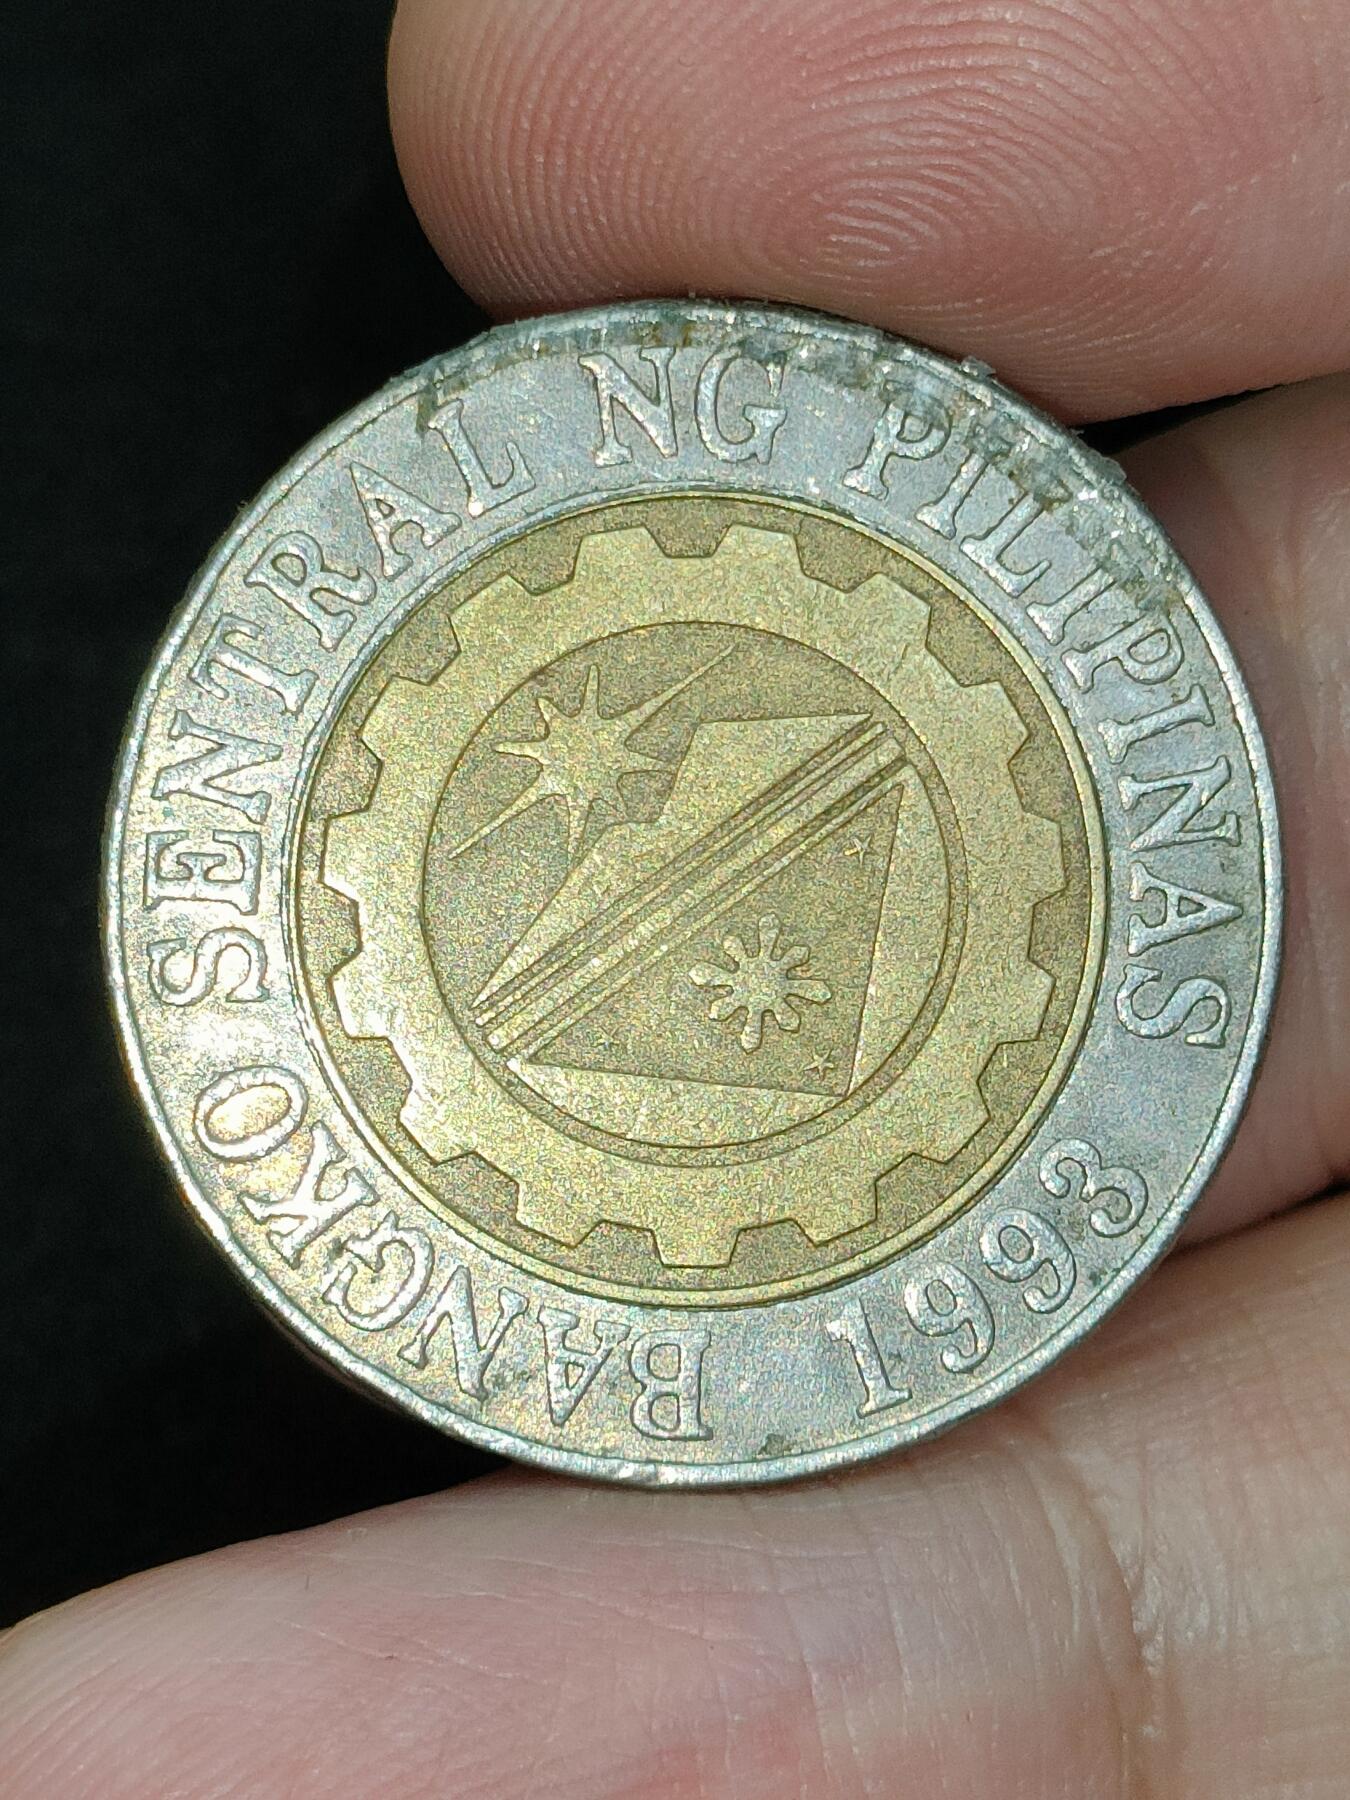 BANGKO SENTRAL NG PILIPINAS
1993